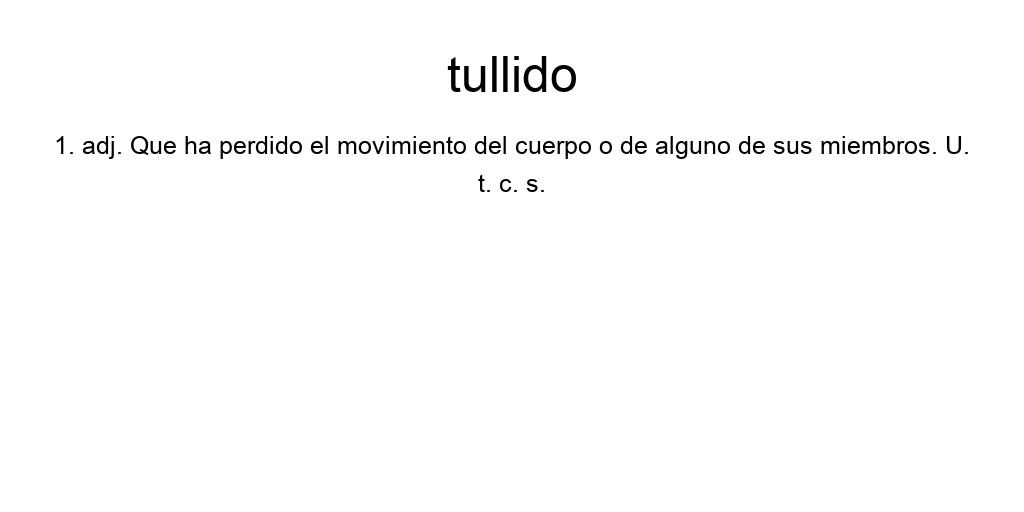 tullido
1. adj. Que ha perdido el movimiento del cuerpo o de alguno de sus miembros. U.
t. c. s.